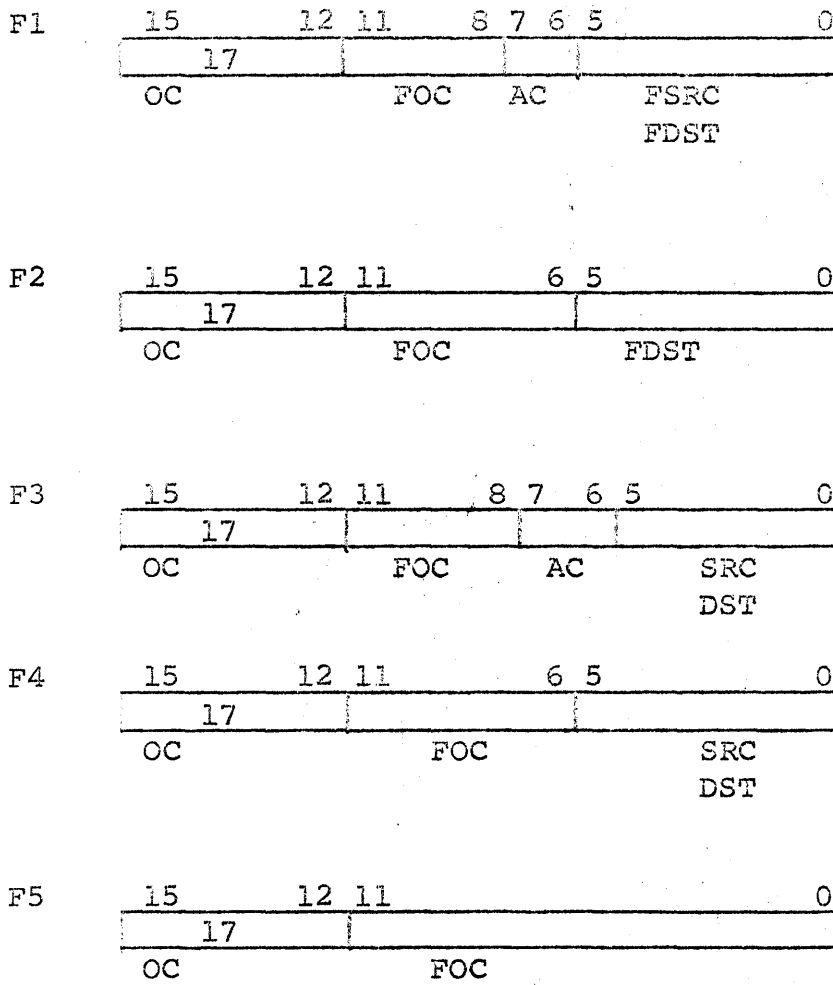 F1 15 12 11 8 7 6 5 0
17
OC FOC AC FSRC
FDST
F2 15 12 11 6 5 0
17
OC FOC FDST
F3 15 12 11 8 7 6 5 0
17
OC FOC AC SRC
DST
F4 15 12 11 6 5 0
17
OC FOC SRC
DST
F5 15 12 11 0
17
OC FOC